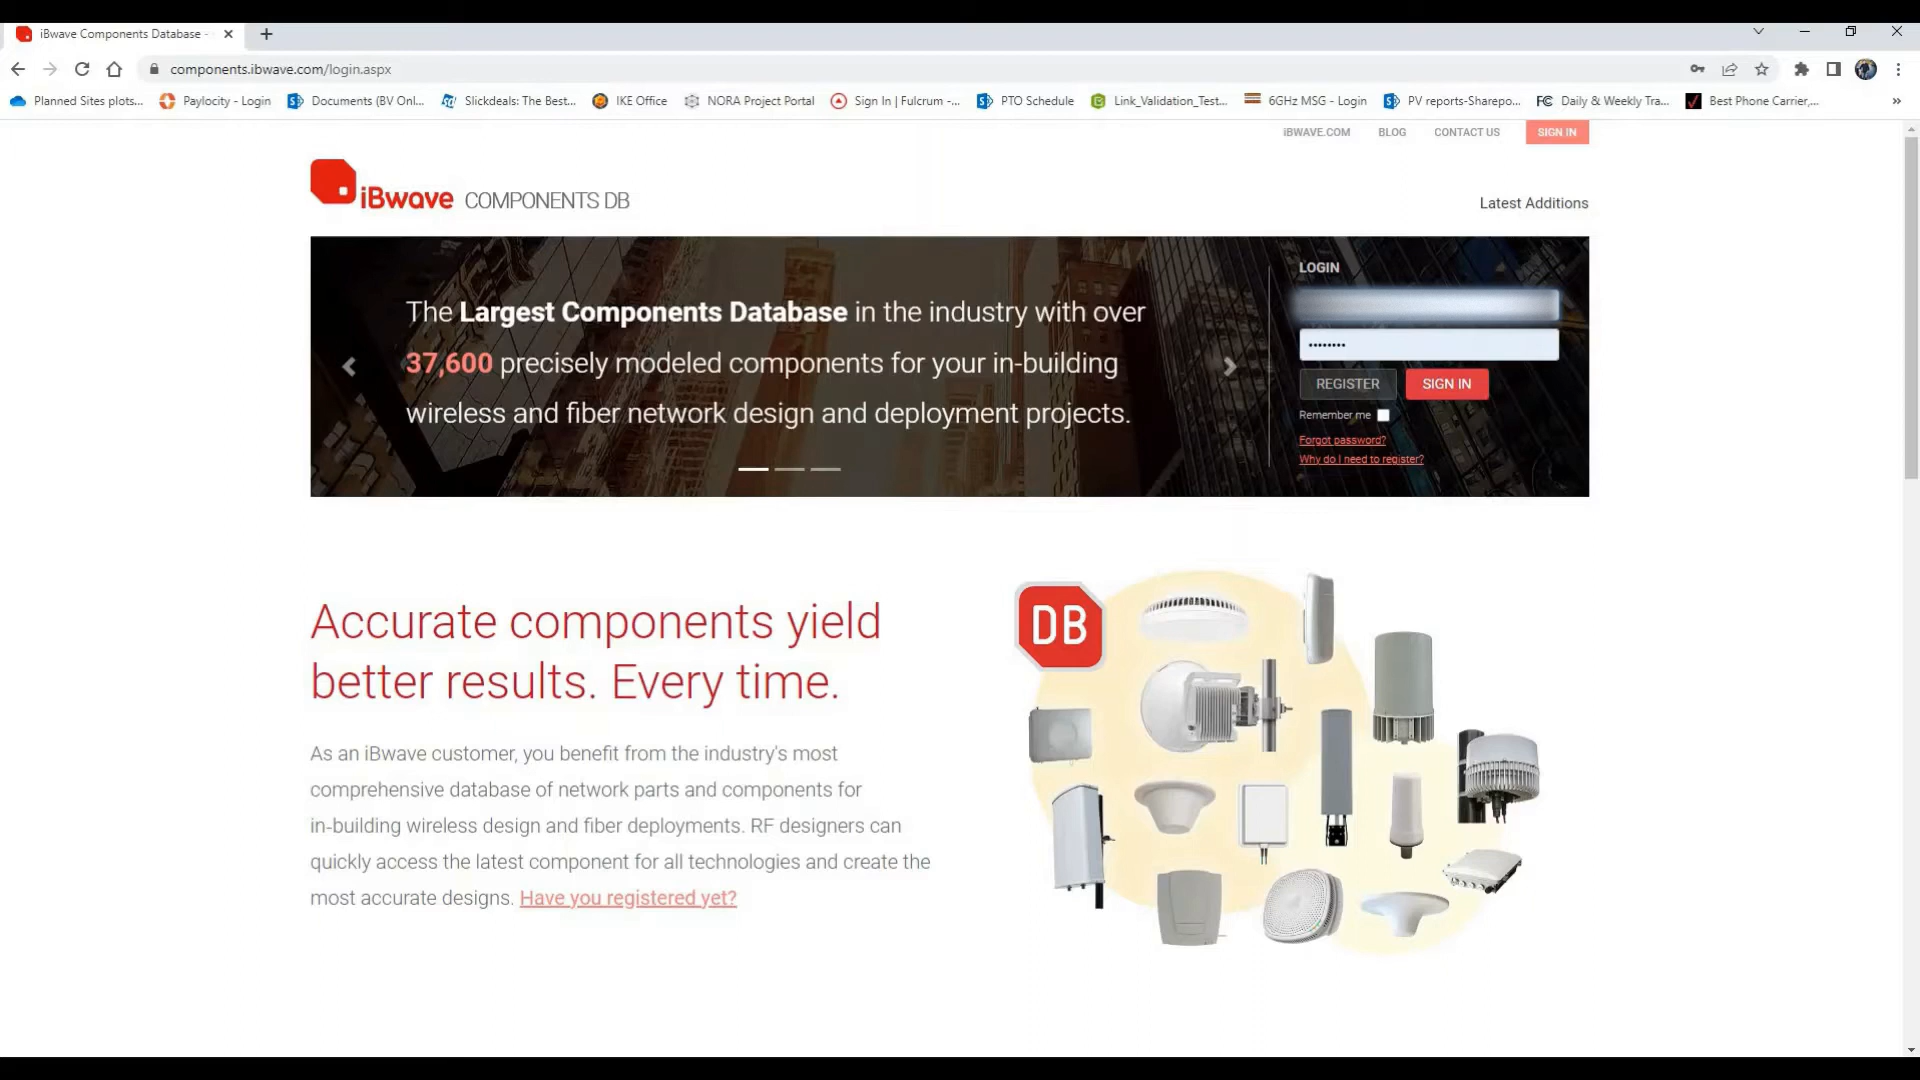 iBwave Components Database -
components.ibwave.com/login.aspx
Planned Sites plots...
Paylocity - Login
Documents (BV Onl...
Slickdeals: The Best...
IKE Office
NORA Project Portal
Sign In | Fulcrum -...
PTO Schedule
Link_Validation_Test...
6GHz MSG - Login
PV reports-Sharepo...
Daily & Weekly Tra...
Best Phone Carrier,...
iBWAVE.COM
BLOG
CONTACT US
SIGN IN
iBwave COMPONENTS DB
Latest Additions
The Largest Components Database in the industry with over
37,600 precisely modeled components for your in-building
wireless and fiber network design and deployment projects.
LOGIN
••••••••
REGISTER
SIGN IN
Remember me
Forgot password?
Why do I need to register?
Accurate components yield
better results. Every time.
As an iBwave customer, you benefit from the industry's most
comprehensive database of network parts and components for
in-building wireless design and fiber deployments. RF designers can
quickly access the latest component for all technologies and create the
most accurate designs. Have you registered yet?
DB